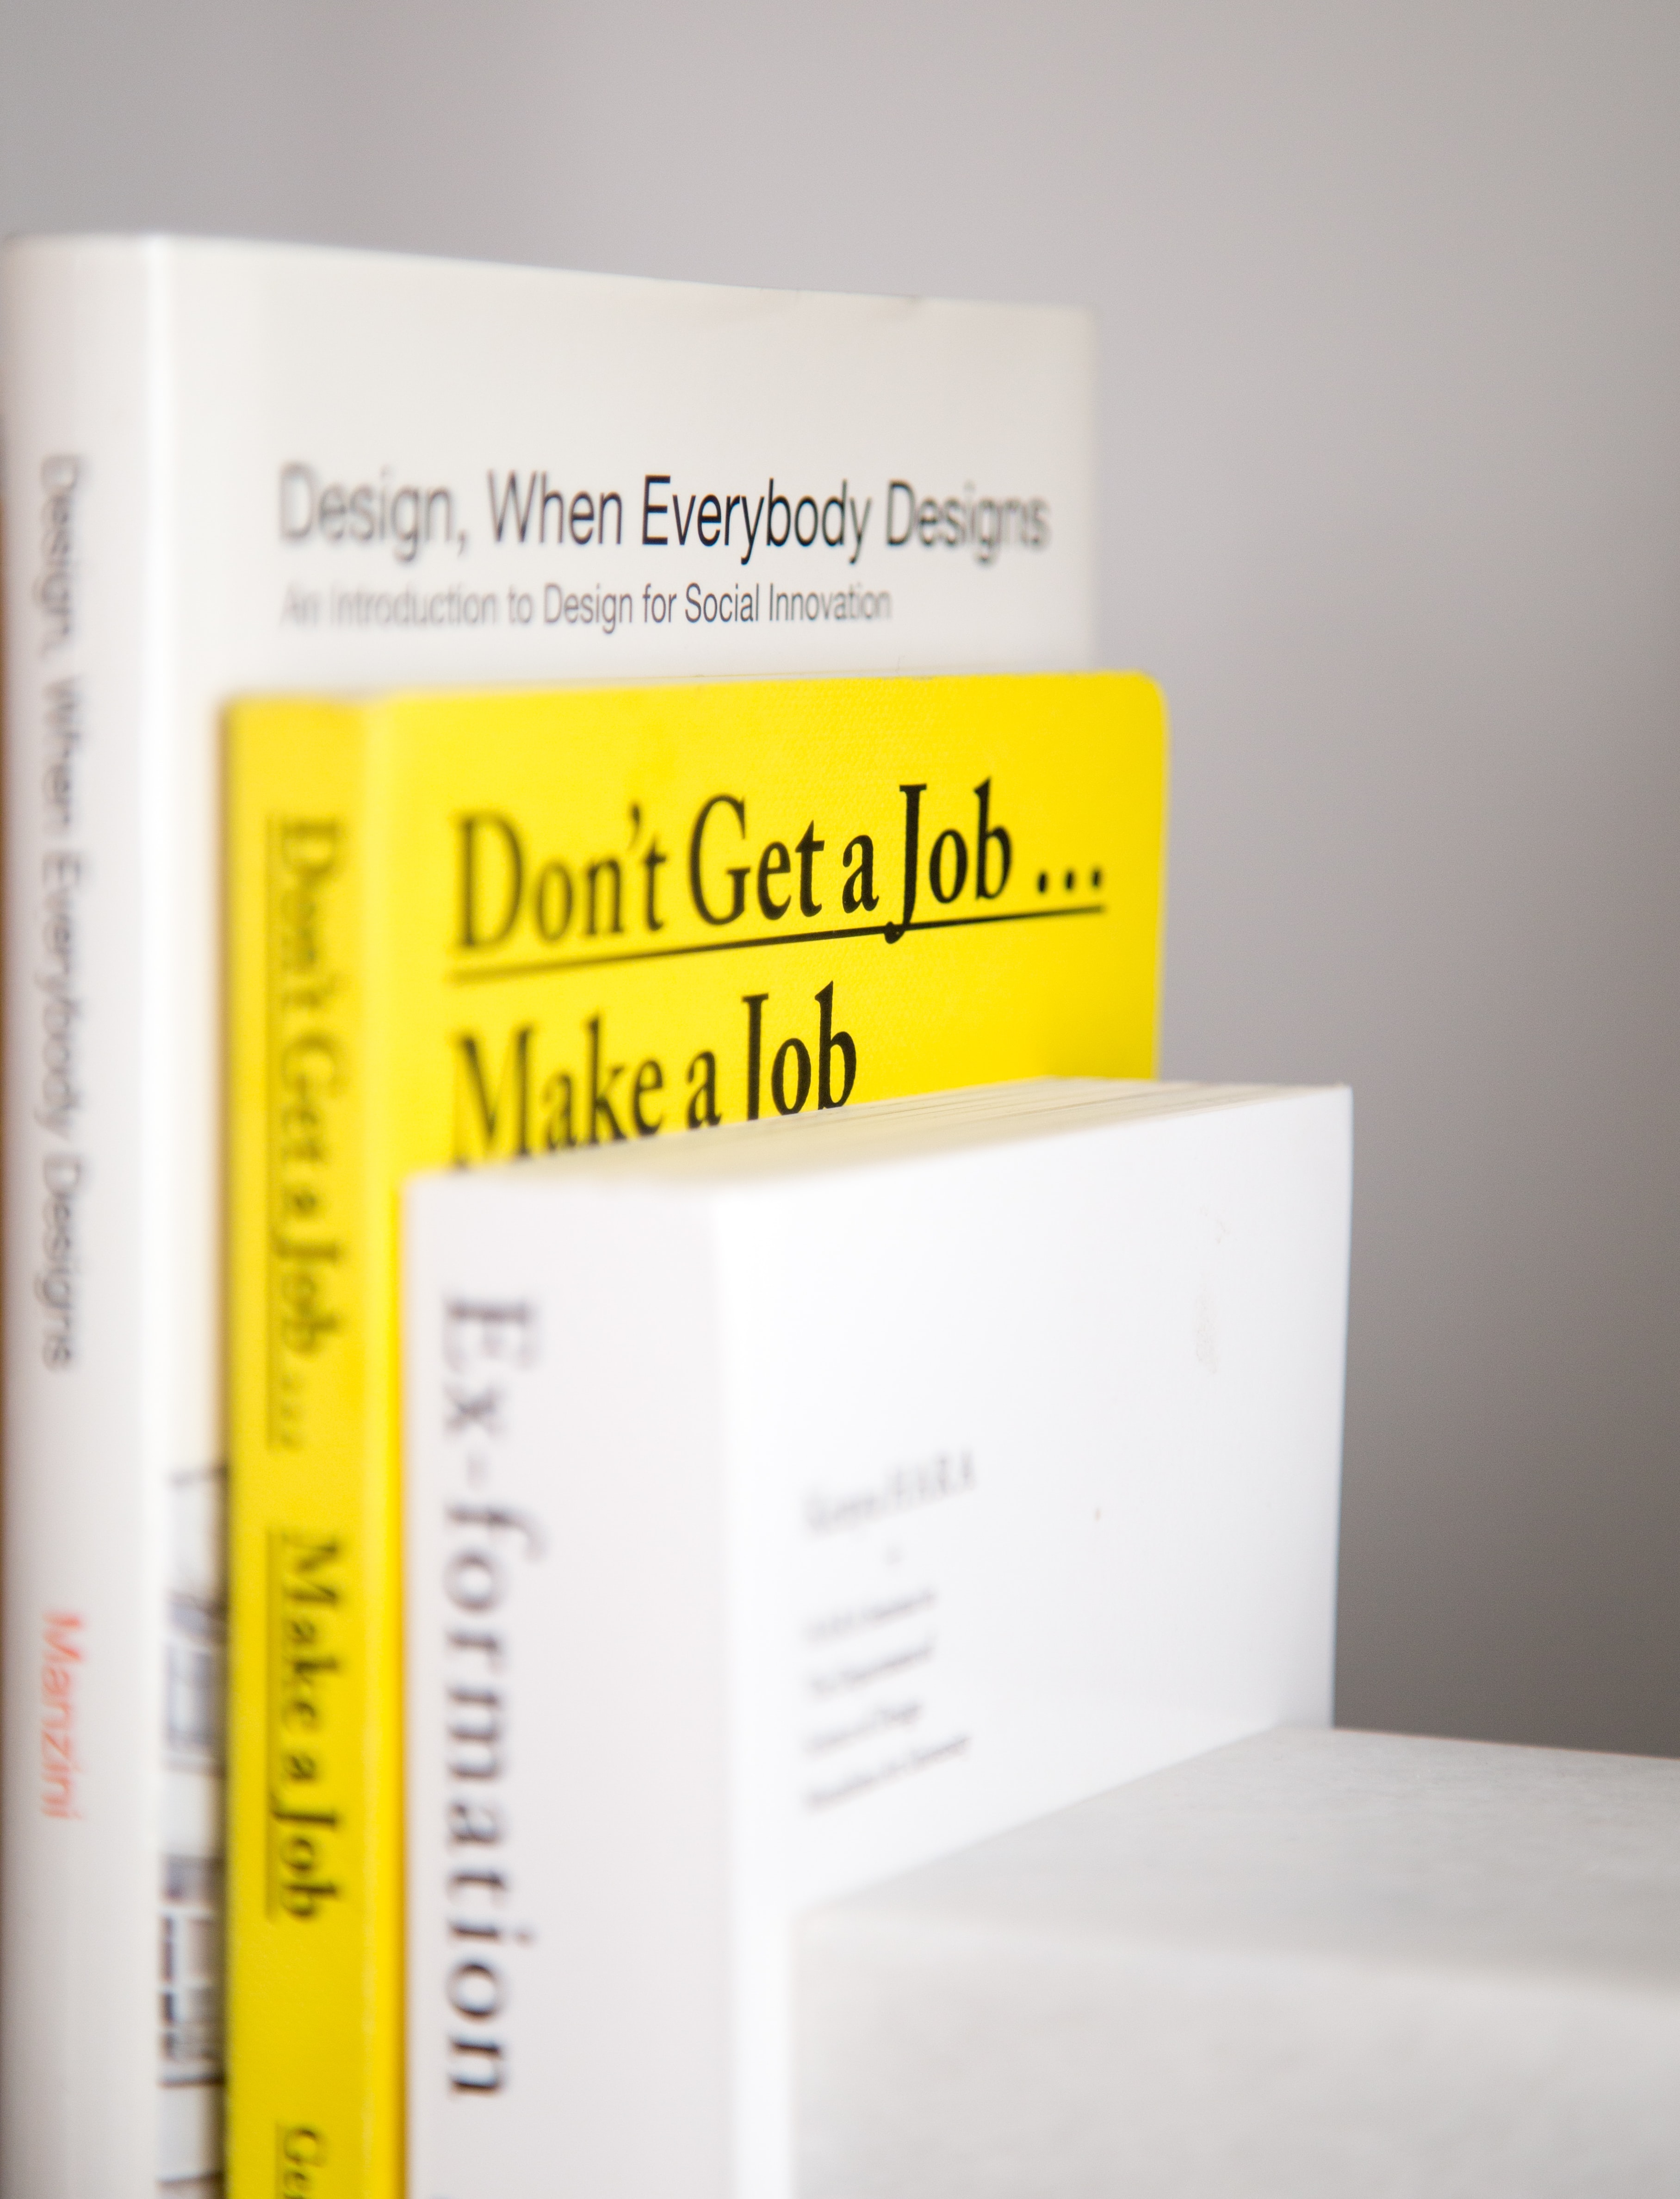 Design, When Everybody Designs
An Introduction to Design for Social Innovation
Design, When Everybody Designs
Manzini
Don't Get a Job ...
Make a Job
Don't Get a Job ... Make a Job
Ex-formation
HARA